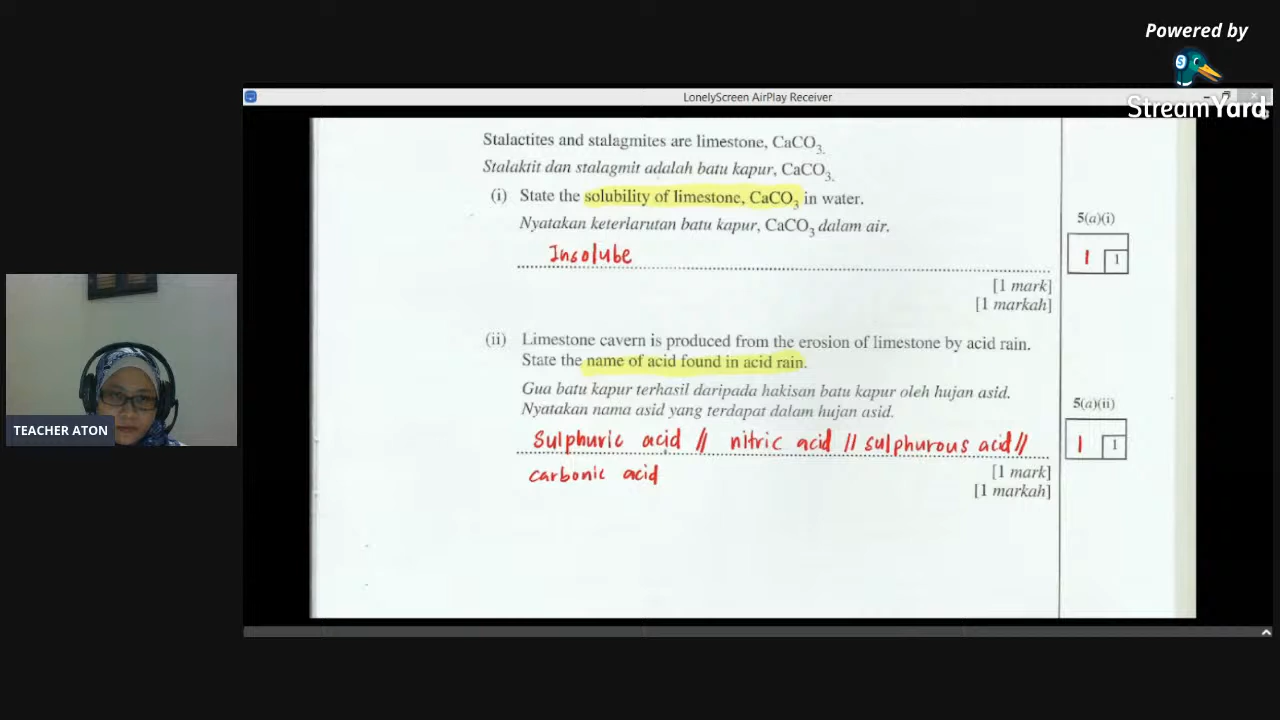 Powered by
StreamYard
LonelyScreen AirPlay Receiver
Stalactites and stalagmites are limestone, CaCO3.
Stalaktit dan stalagmit adalah batu kapur, CaCO3.
(i) State the solubility of limestone, CaCO3 in water.
Nyatakan keterlarutan batu kapur, CaCO3 dalam air.
5(a)(i)
Insolube
1 1
[1 mark]
[1 markah]
(ii) Limestone cavern is produced from the erosion of limestone by acid rain.
State the name of acid found in acid rain.
Gua batu kapur terhasil daripada hakisan batu kapur oleh hujan asid.
Nyatakan nama asid yang terdapat dalam hujan asid.
5(a)(ii)
Sulphuric acid // nitric acid // sulphurous acid //
1 1
carbonic acid
[1 mark]
[1 markah]
TEACHER ATON